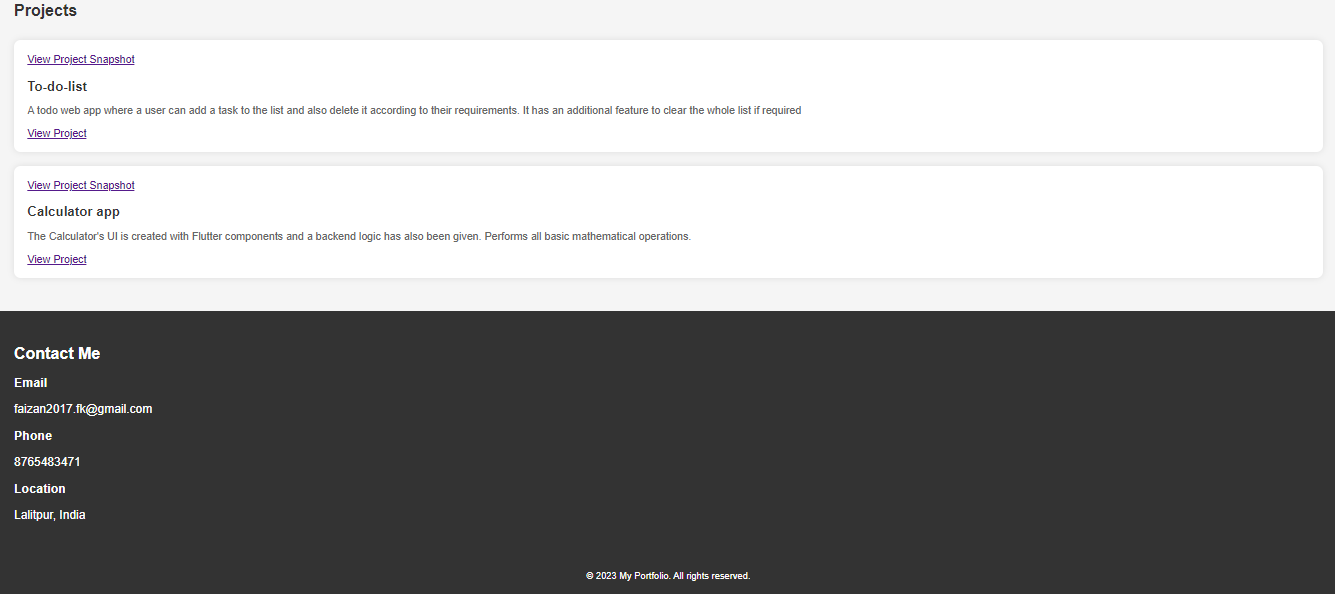 Projects
View Project Snapshot
To-do-list
A todo web app where a user can add a task to the list and also delete it according to their requirements. It has an additional feature to clear the whole list if required
View Project
View Project Snapshot
Calculator app
The Calculator's UI is created with Flutter components and a backend logic has also been given. Performs all basic mathematical operations.
View Project
Contact Me
Email
faizan2017.fk@gmail.com
Phone
8765483471
Location
Lalitpur, India
© 2023 My Portfolio. All rights reserved.